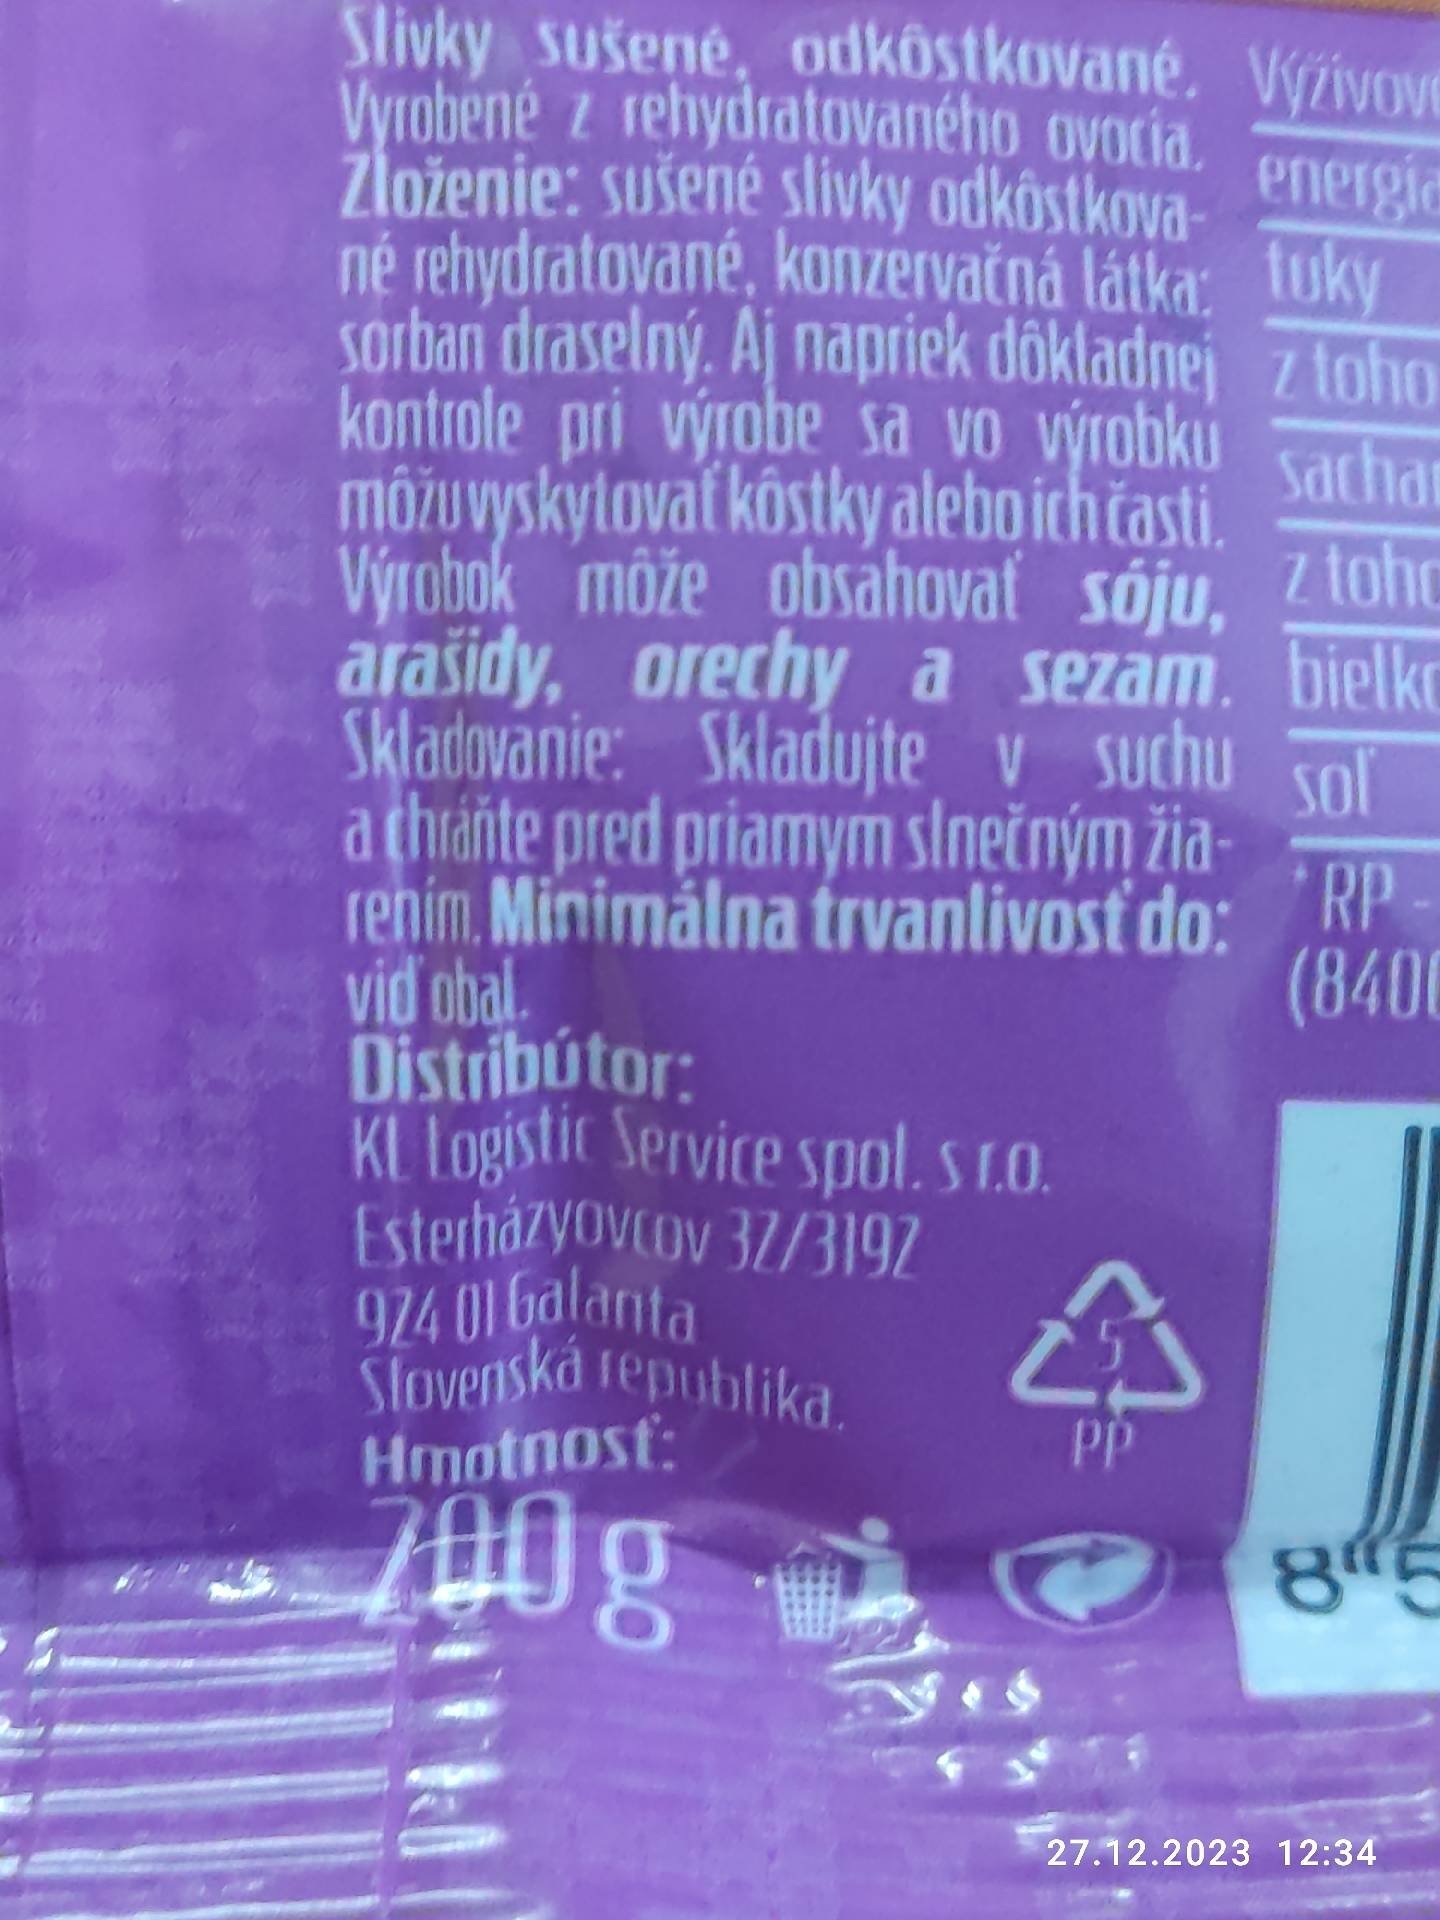 Slivky sušené, odkôstkované.
Vyrobené z rehydratovaného ovocia.
Zloženie: sušené slivky odkôstkova-
né rehydratované, konzervačná látka:
sorban draselný. Aj napriek dôkladnej
kontrole pri výrobe sa vo výrobku
môžu vyskytovať kôstky alebo ich časti.
Výrobok môže obsahovať sóju,
arašidy, orechy a sezam.
Skladovanie: Skladujte v suchu
a chráňte pred priamym slnečným žia-
rením. Minimálna trvanlivosť do:
viď obal.
Distribútor:
KL Logistic Service spol. s r.o.
Esterházyovcov 32/3192
924 01 Galanta
Slovenská republika.
Hmotnosť:
200 g
5
PP
energia
tuky
z toho
z toho
soľ
*RP -
8
27.12.2023 12:34